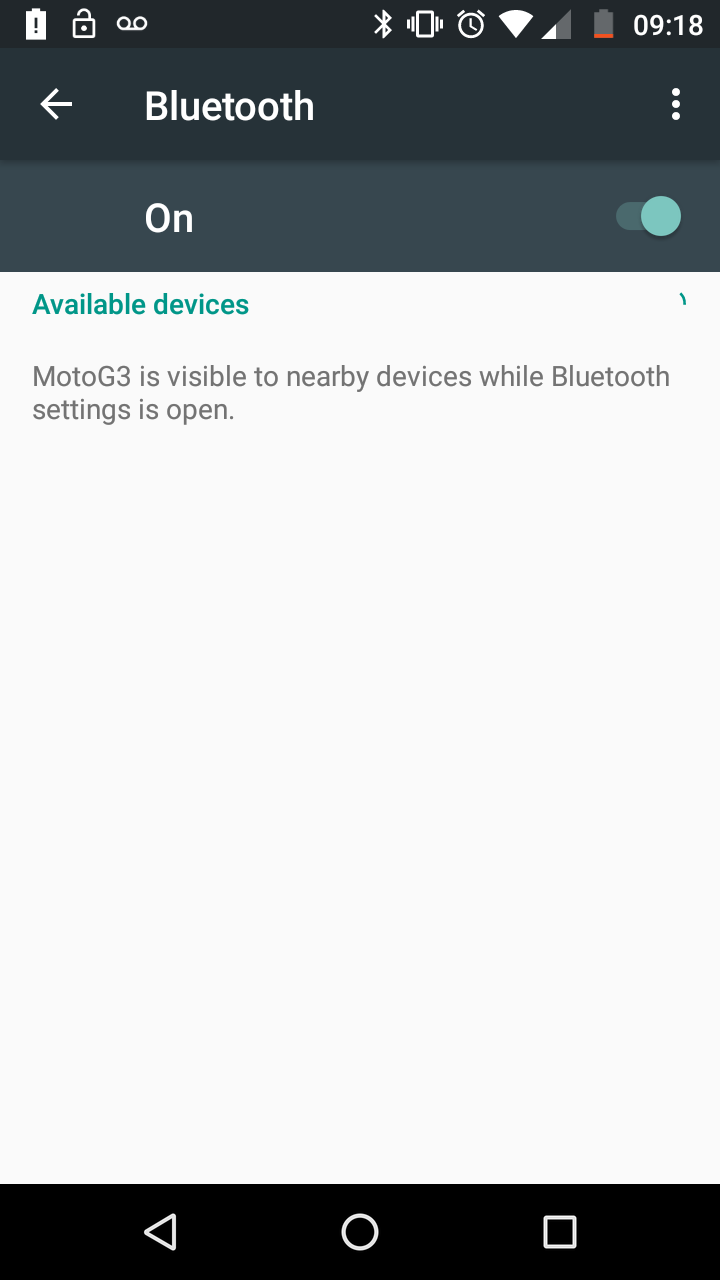 09:18
Bluetooth
On
Available devices
MotoG3 is visible to nearby devices while Bluetooth
settings is open.